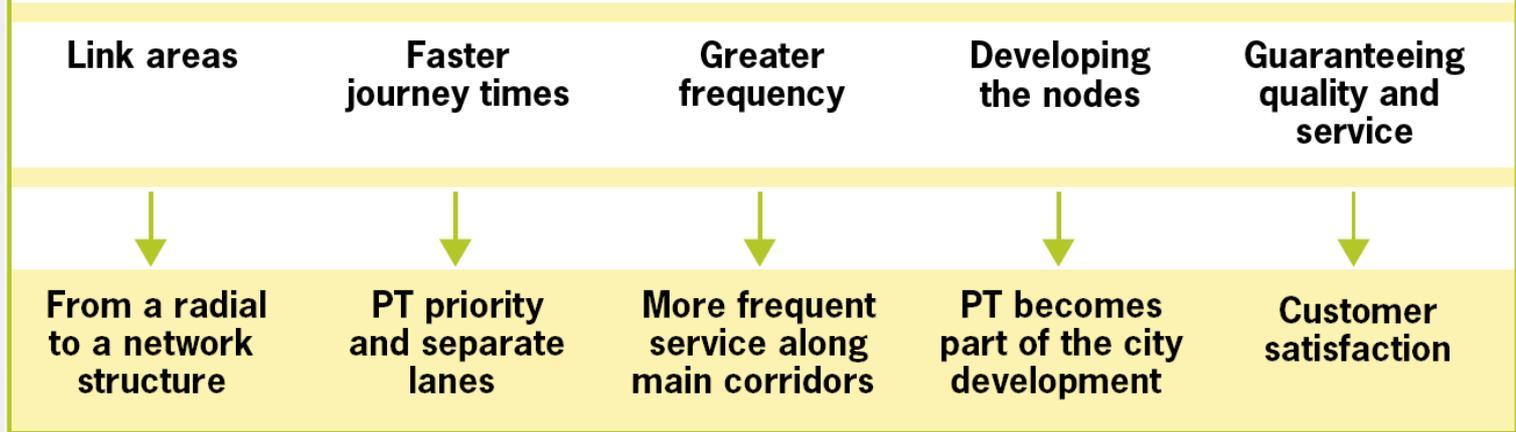 Link areas
Faster
journey times
Greater
frequency
Developing
the nodes
Guaranteeing
quality and
service
From a radial
to a network
structure
PT priority
and separate
lanes
More frequent
service along
main corridors
PT becomes
part of the city
development
Customer
satisfaction